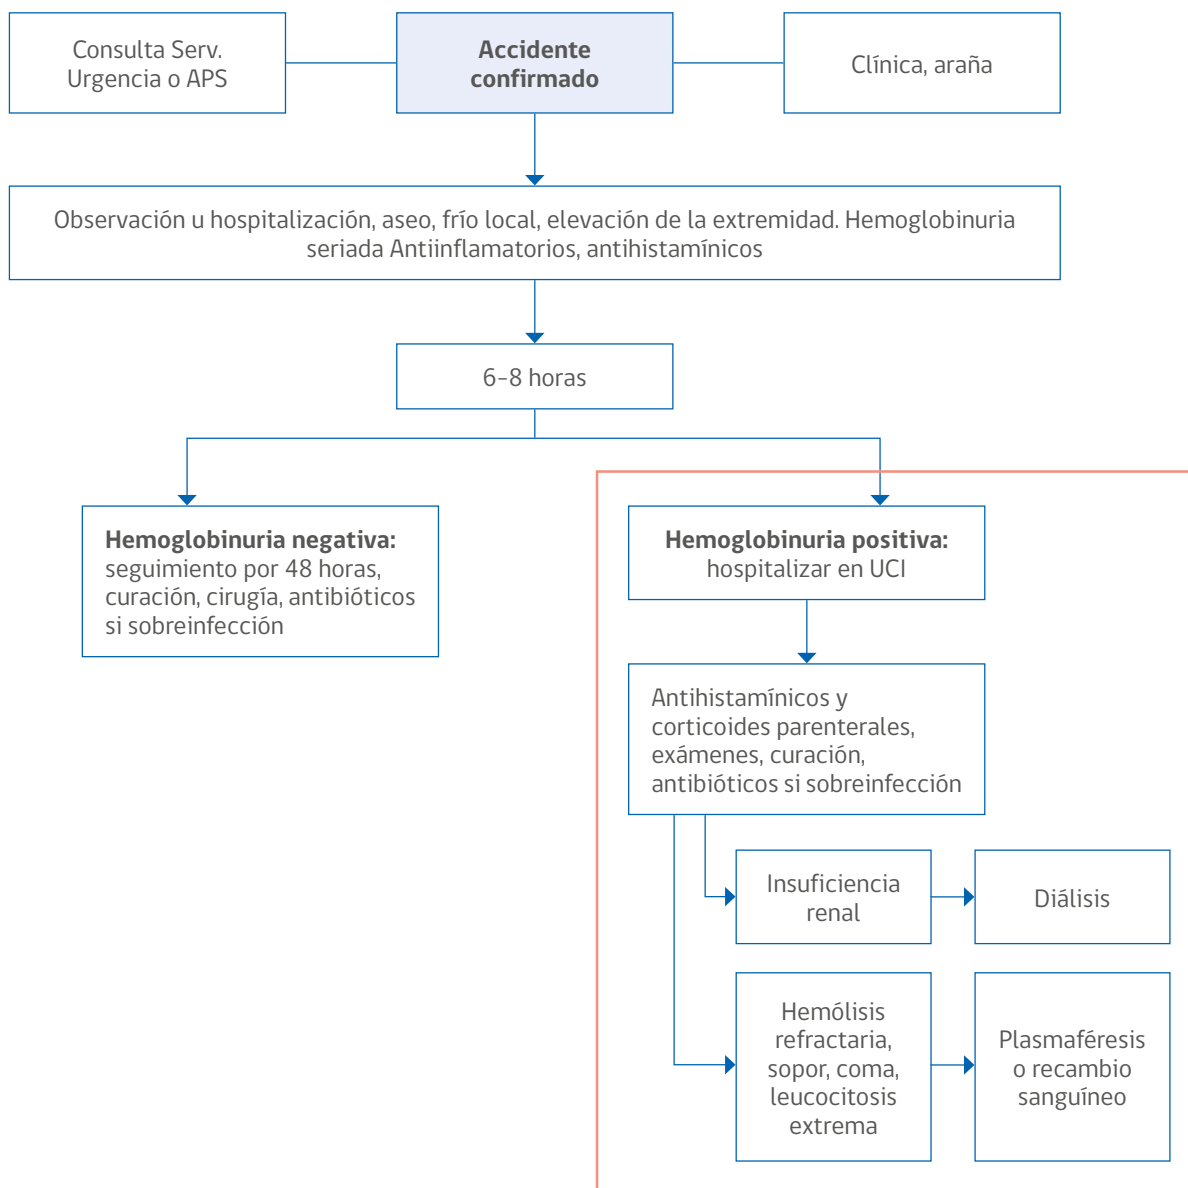 Consulta Serv.
Urgencia o APS
Accidente
confirmado
Clínica, araña
Observación u hospitalización, aseo, frío local, elevación de la extremidad. Hemoglobinuria
seriada Antiinflamatorios, antihistamínicos
6-8 horas
Hemoglobinuria negativa:
seguimiento por 48 horas,
curación, cirugía, antibióticos
si sobreinfección
Hemoglobinuria positiva:
hospitalizar en UCI
Antihistamínicos y
corticoides parenterales,
exámenes, curación,
antibióticos si sobreinfección
Insuficiencia
renal
Diálisis
Hemólisis
refractaria,
sopor, coma,
leucocitosis
extrema
Plasmaféresis
o recambio
sanguíneo